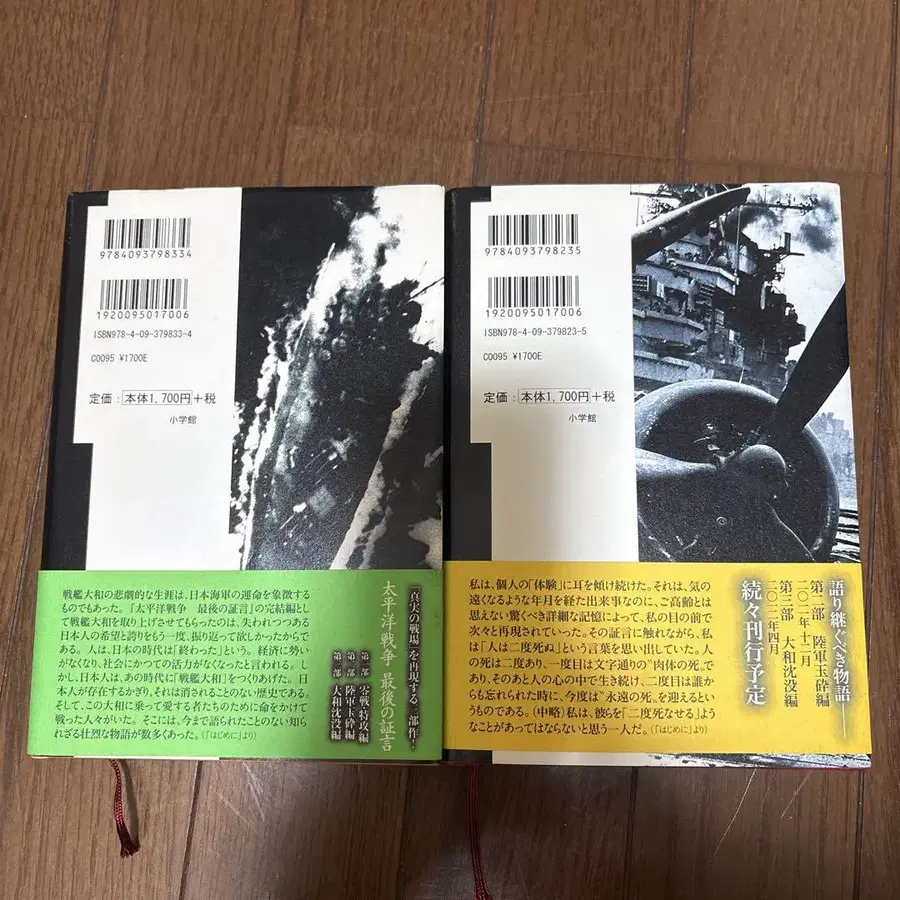 9784093798334
1920095017006
ISBN978-4-09-379833-4
C0095 ¥1700E
定価：本体1,700円＋税
小学館
戦艦大和の悲劇的な生涯は、日本海軍の運命を象徴す
るものでもあった。「太平洋戦争　最後の証言」の完結編と
して戦艦大和を取り上げさせてもらったのは、失われつつある
日本人の希望と誇りをもう一度、振り返って欲しかったからで
ある。人は、日本の時代は「終わった」という。経済に勢い
がなくなり、社会にかつての活力がなくなったと言われる。し
かし、日本人は、あの時代に「戦艦大和」をつくりあげた。日
本人が存在するかぎり、それは消されることのない歴史である。
そして、この大和に乗って愛する者たちのために命をかけて
戦った人々がいた。そこには、今まで語られたことのない知ら
れざる壮烈な物語が数多くあった。（「はじめに」より）
「真実の戦場」を再現する三部作！
太平洋戦争 最後の証言
第一部 零戦・特攻編
第二部 陸軍玉砕編
第三部 大和沈没編
9784093798235
1920095017006
ISBN978-4-09-379823-5
C0095 ¥1700E
定価：本体1,700円＋税
小学館
私は、個人の「体験」に耳を傾け続けた。それは、気の
遠くなるような年月を経た出来事なのに、ご高齢とは
思えない驚くべき詳細な記憶によって、私の目の前で
次々と再現されていった。その証言に触れながら、私
は「人は二度死ぬ」という言葉を思い出していた。人
の死は二度あり、一度目は文字通りの“肉体の死”で
あり、そのあと人の心の中で生き続け、二度目は誰か
らも忘れられた時に、今度は“永遠の死”を迎えるとい
うものである。（中略）私は、彼らを「二度死なせる」よう
なことがあってはならないと思う一人だ。（「はじめに」より）
語り継ぐべき物語
第二部　陸軍玉砕編
二〇一一年十二月
第三部　大和沈没編
二〇一二年四月
続々刊行予定